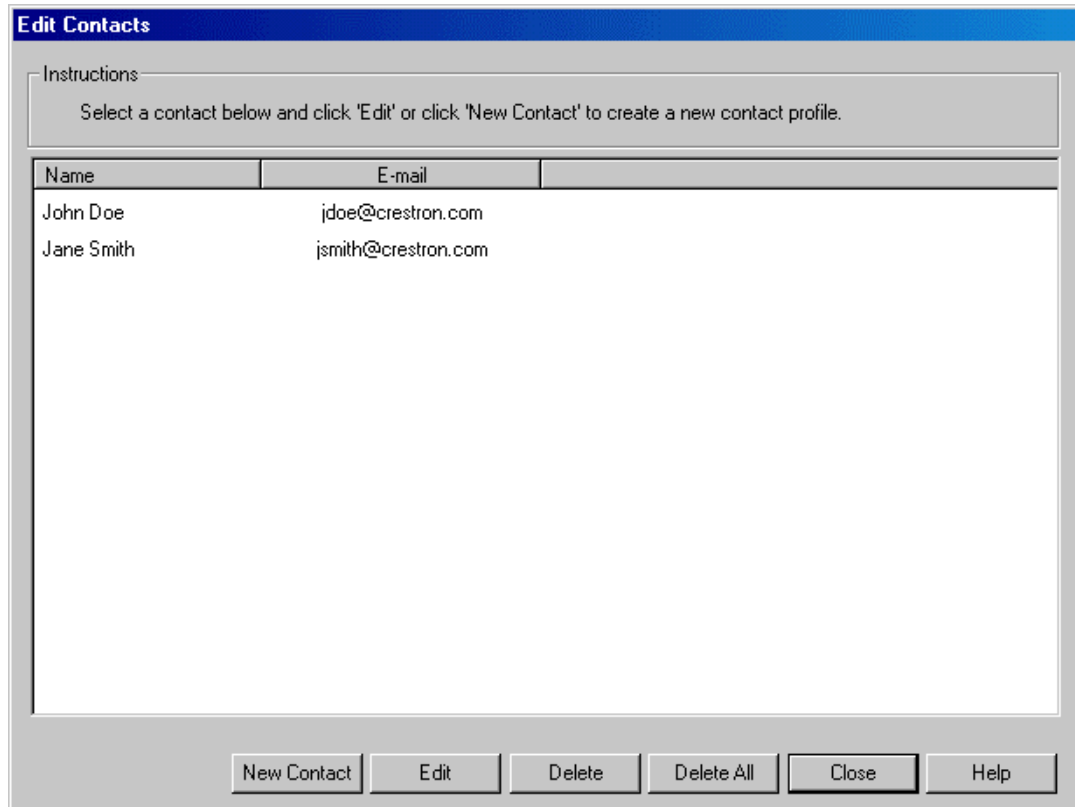 Edit Contacts
Instructions
Select a contact below and click 'Edit' or click 'New Contact' to create a new contact profile.
Name E-mail
John Doe jdoe@crestron.com
Jane Smith jsmith@crestron.com
New Contact Edit Delete Delete All Close Help